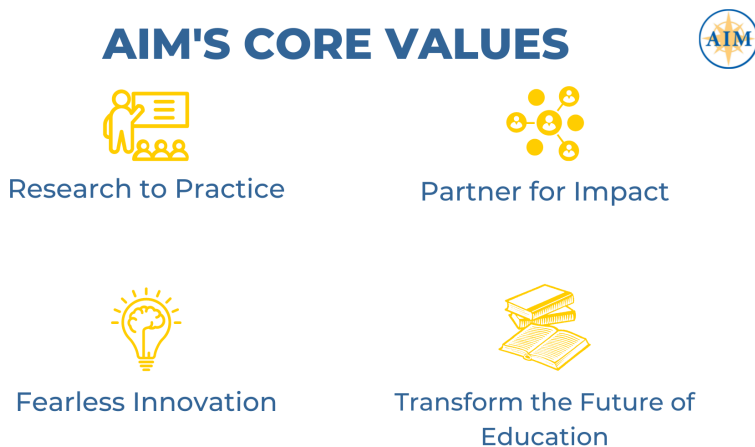 AIM'S CORE VALUES
AIM
Research to Practice
Partner for Impact
Fearless Innovation
Transform the Future of
Education